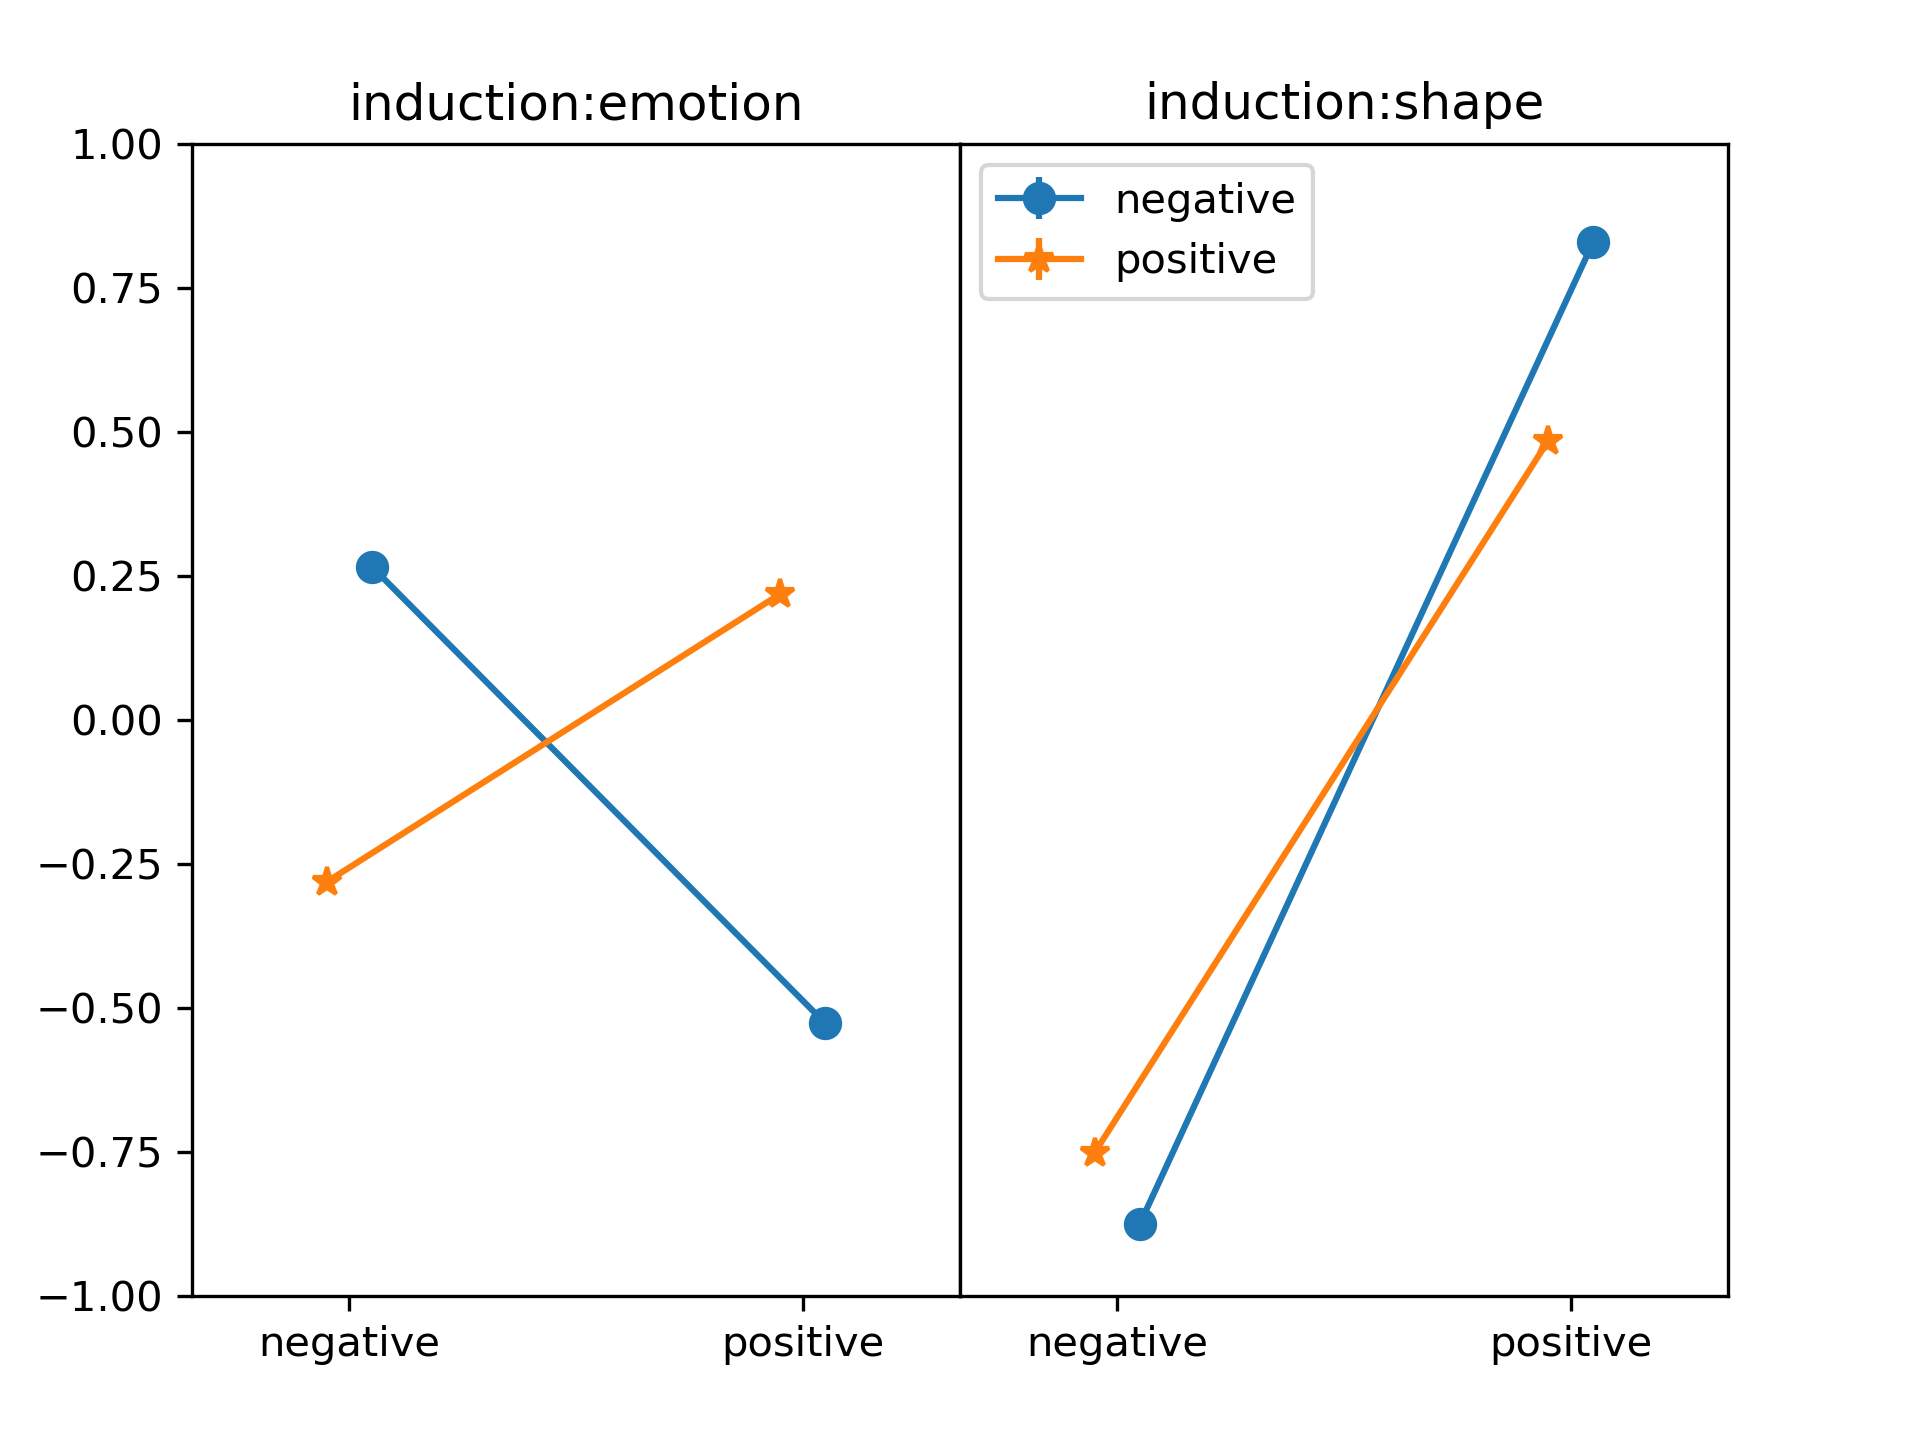 induction:emotion
induction:shape
1.00
0.75
0.50
0.25
0.00
−0.25
−0.50
−0.75
−1.00
negative
positive
negative
positive
negative
positive